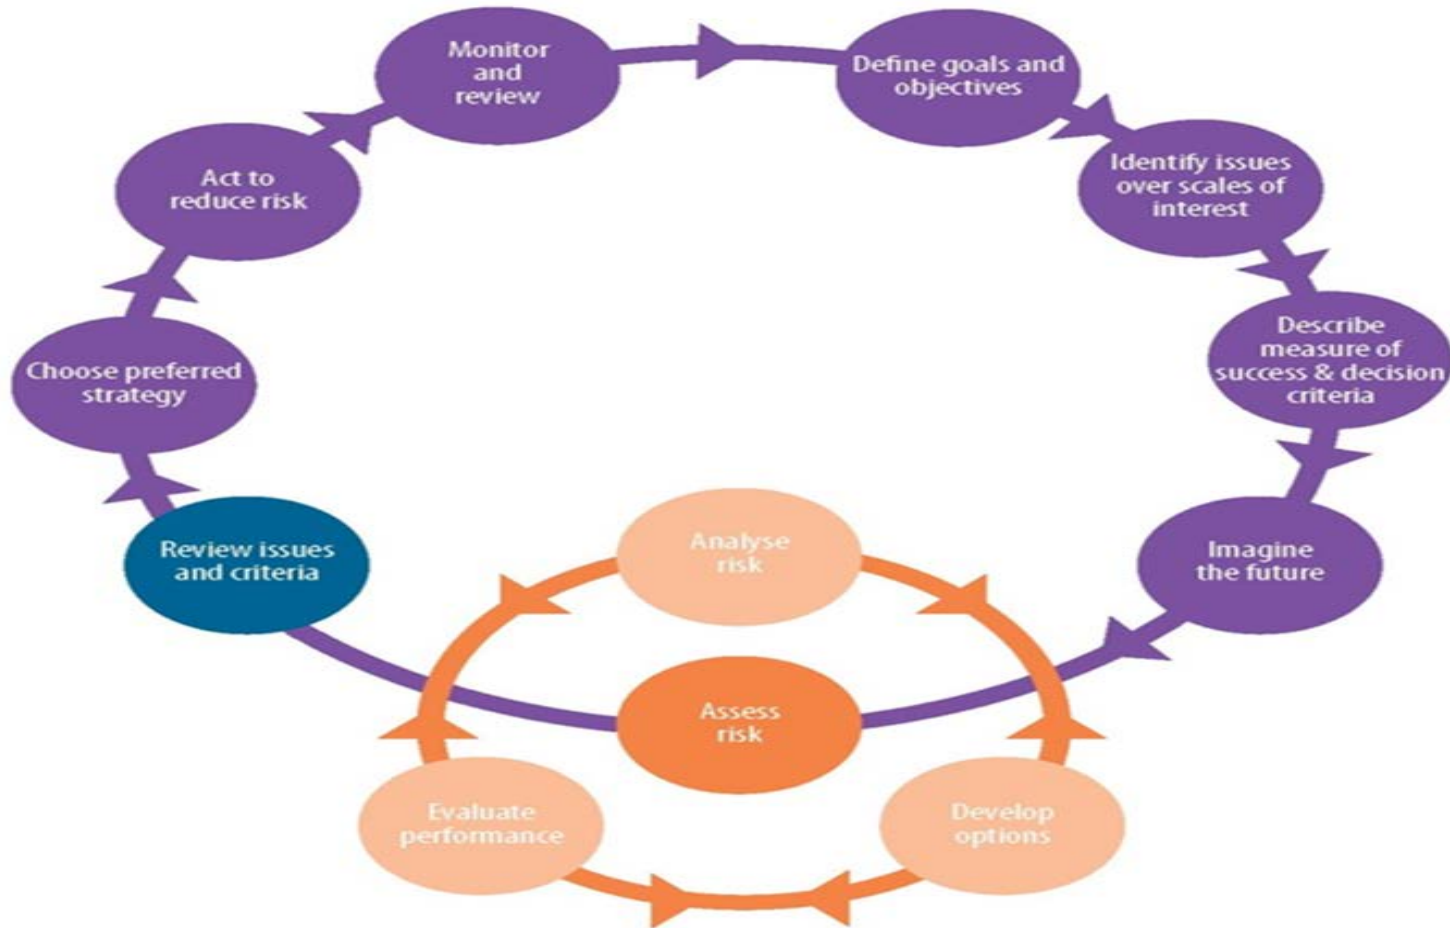 Monitor
and
review
Define goals and
objectives
Act to
reduce risk
Identify issues
over scales of
interest
Choose preferred
strategy
Describe
measure of
success & decision
criteria
Review issues
and criteria
Analyse
risk
Imagine
the future
Assess
risk
Evaluate
performance
Develop
options